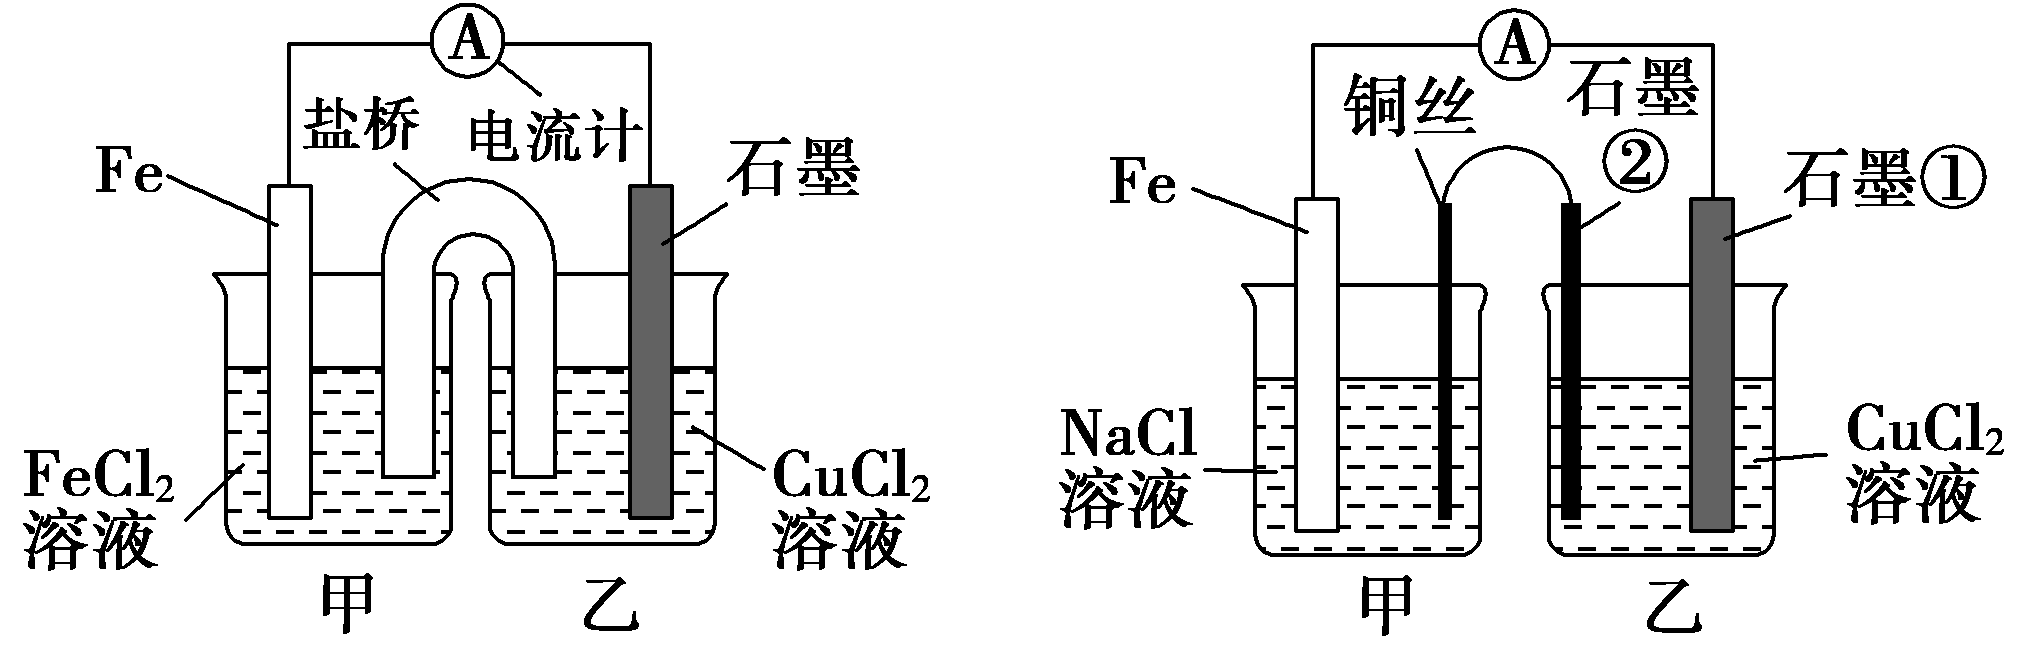 A
盐桥
电流计
Fe
石墨
FeCl₂
溶液
CuCl₂
溶液
甲
乙
A
铜丝
石墨
②
Fe
石墨①
NaCl
溶液
CuCl₂
溶液
甲
乙